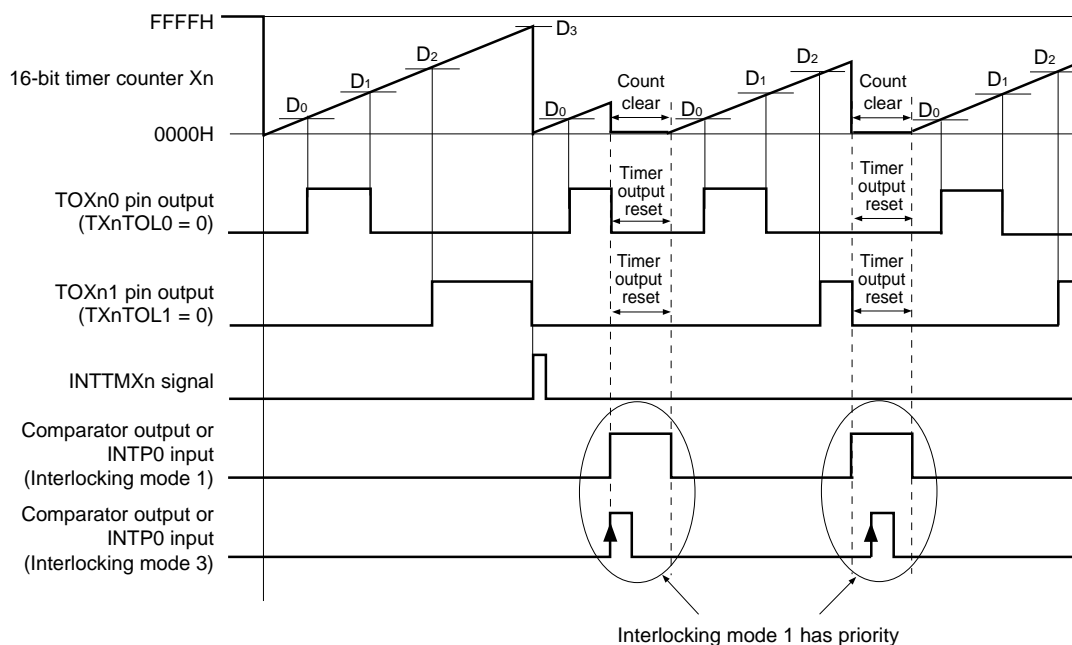 FFFFH
16-bit timer counter Xn
0000H
D0
D1
D2
D3
D0
Count
clear
D0
D1
D2
Count
clear
D0
D1
D2
TOXn0 pin output
(TXnTOL0 = 0)
Timer
output
reset
Timer
output
reset
TOXn1 pin output
(TXnTOL1 = 0)
Timer
output
reset
Timer
output
reset
INTTMXn signal
Comparator output or
INTP0 input
(Interlocking mode 1)
Comparator output or
INTP0 input
(Interlocking mode 3)
Interlocking mode 1 has priority